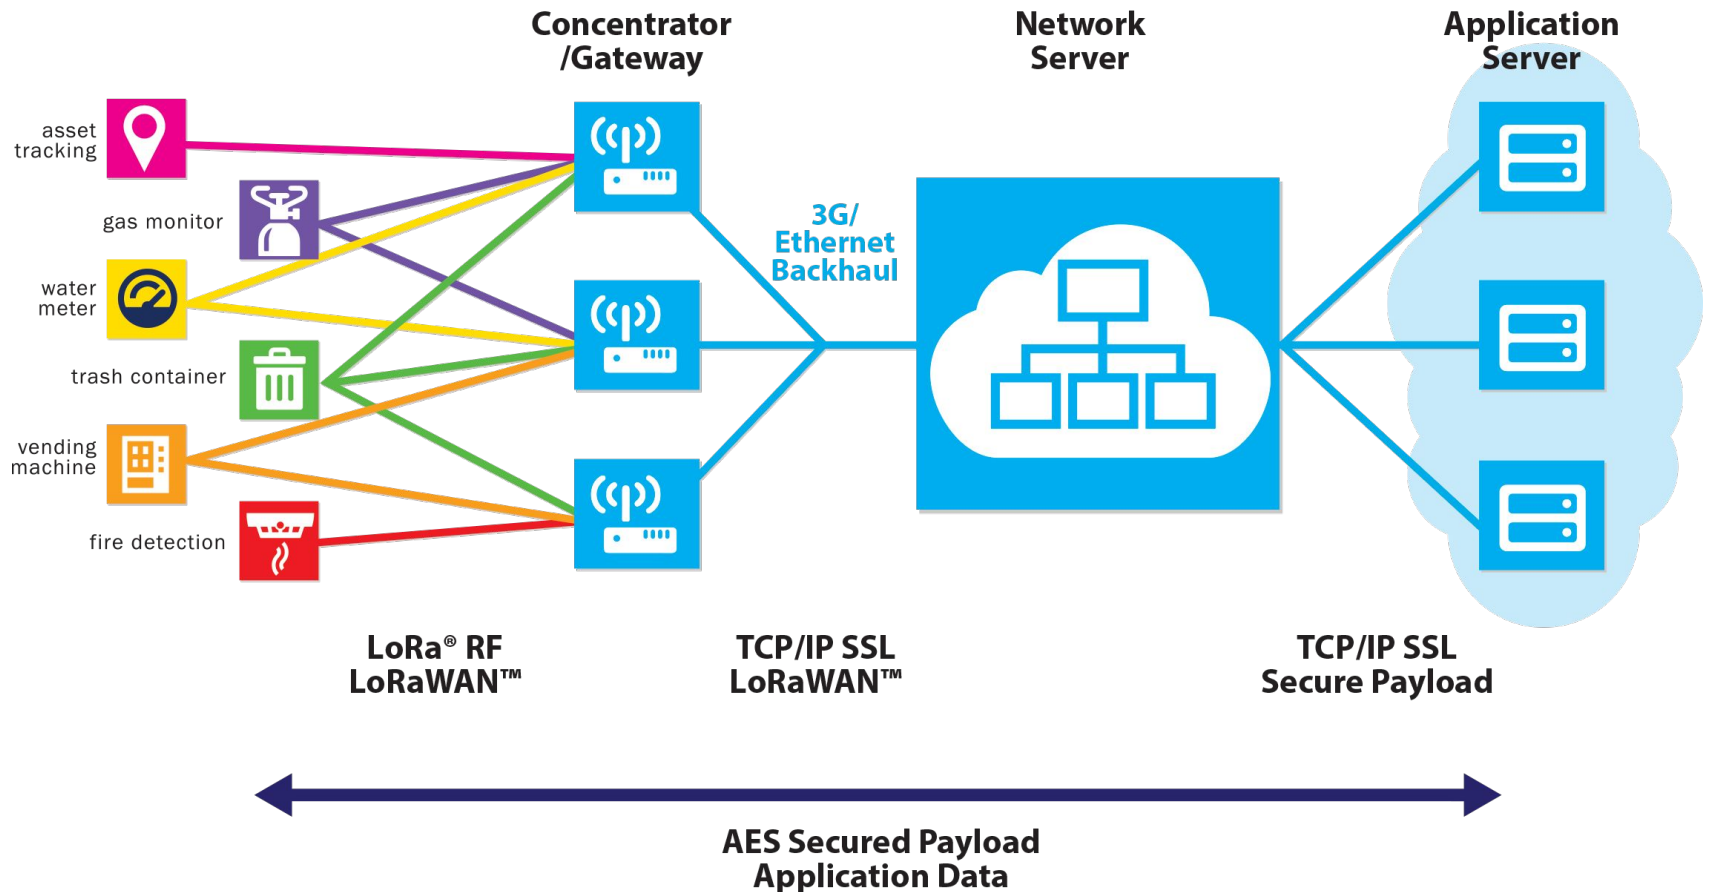 Concentrator
/Gateway
Network
Server
Application
Server
asset
tracking
gas monitor
water
meter
trash container
vending
machine
fire detection
3G/
Ethernet
Backhaul
LoRa® RF
LoRaWAN™
TCP/IP SSL
LoRaWAN™
TCP/IP SSL
Secure Payload
AES Secured Payload
Application Data